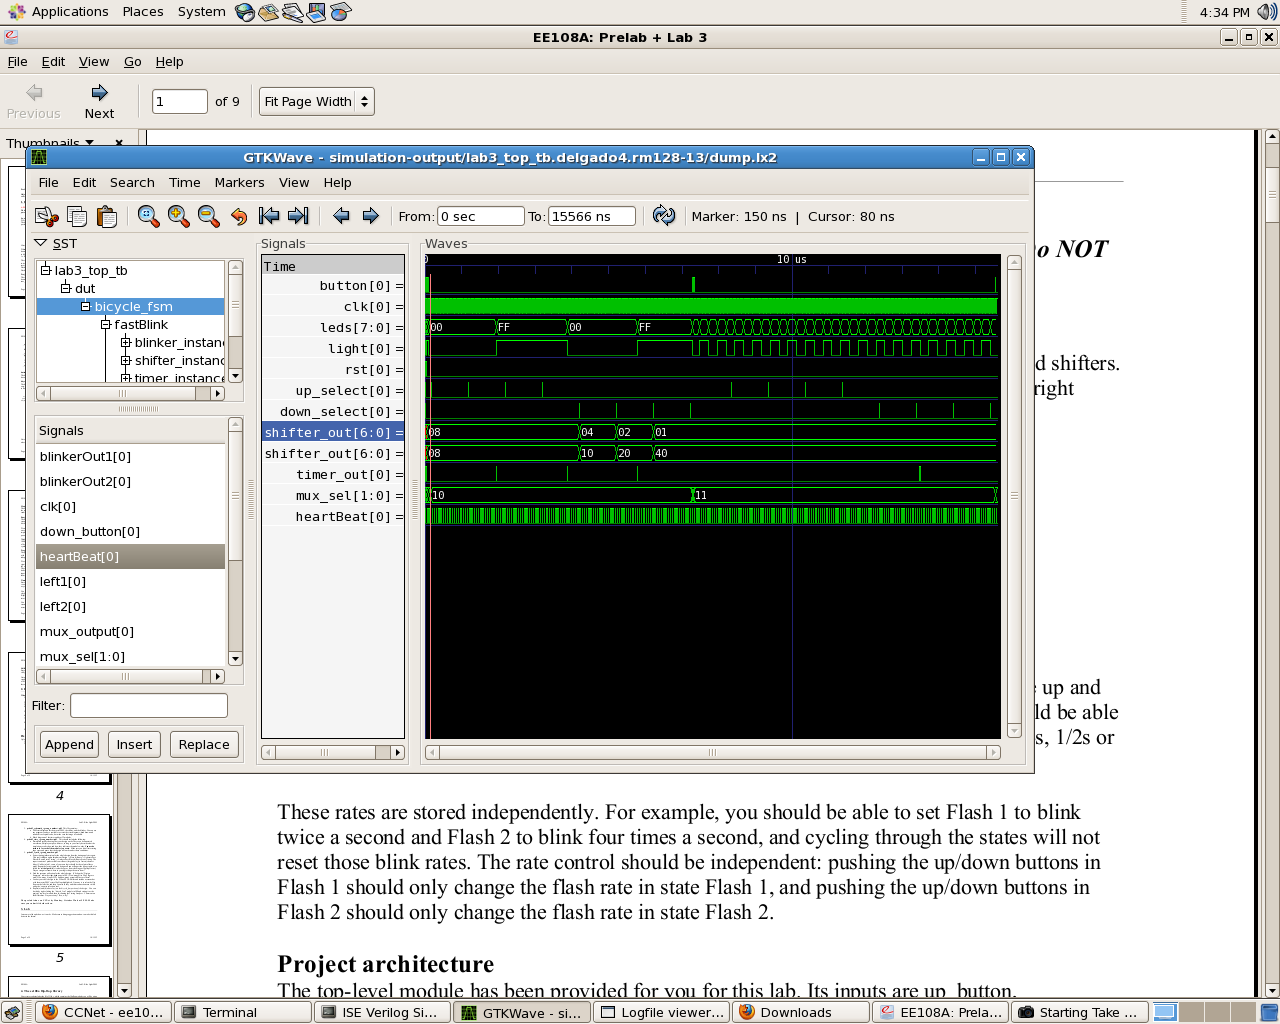 Applications Places System 4:34 PM
EE108A: Prelab + Lab 3
File Edit View Go Help
Previous Next 1 of 9 Fit Page Width
Thumbnails
GTKWave - simulation-output/lab3_top_tb.delgado4.rm128-13/dump.lx2
File Edit Search Time Markers View Help
From: 0 sec To: 15566 ns Marker: 150 ns | Cursor: 80 ns
SST
lab3_top_tb
dut
bicycle_fsm
fastBlink
blinker_instan
shifter_instanc
timer_instance
Signals
blinkerOut1[0]
blinkerOut2[0]
clk[0]
down_button[0]
heartBeat[0]
left1[0]
left2[0]
mux_output[0]
mux_sel[1:0]
Filter:
Append Insert Replace
Signals
Time
button[0] =
clk[0] =
leds[7:0] =
light[0] =
rst[0] =
up_select[0] =
down_select[0] =
shifter_out[6:0] =
shifter_out[6:0] =
timer_out[0] =
mux_sel[1:0] =
heartBeat[0] =
Waves
0 10 us
00 FF 00 FF
08 04 02 01
08 10 20 40
10 11
o NOT
d shifters.
right
e up and
ld be able
s, 1/2s or
4
5
These rates are stored independently. For example, you should be able to set Flash 1 to blink
twice a second and Flash 2 to blink four times a second, and cycling through the states will not
reset those blink rates. The rate control should be independent: pushing the up/down buttons in
Flash 1 should only change the flash rate in state Flash 1, and pushing the up/down buttons in
Flash 2 should only change the flash rate in state Flash 2.
Project architecture
The top-level module has been provided for you for this lab. Its inputs are up_button,
CCNet - ee10... Terminal ISE Verilog Si... GTKWave - si... Logfile viewer... Downloads EE108A: Prela... Starting Take ...